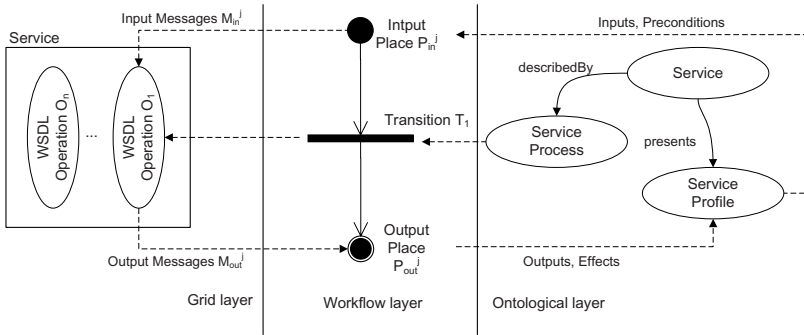 Input Messages M_in^j
Intput
Place P_in^j
Inputs, Preconditions
Service
describedBy
Service
WSDL
Operation O_n
...
WSDL
Operation O_1
Transition T_1
Service
Process
presents
Service
Profile
Output
Place
P_out^j
Output Messages M_out^j
Outputs, Effects
Grid layer
Workflow layer
Ontological layer